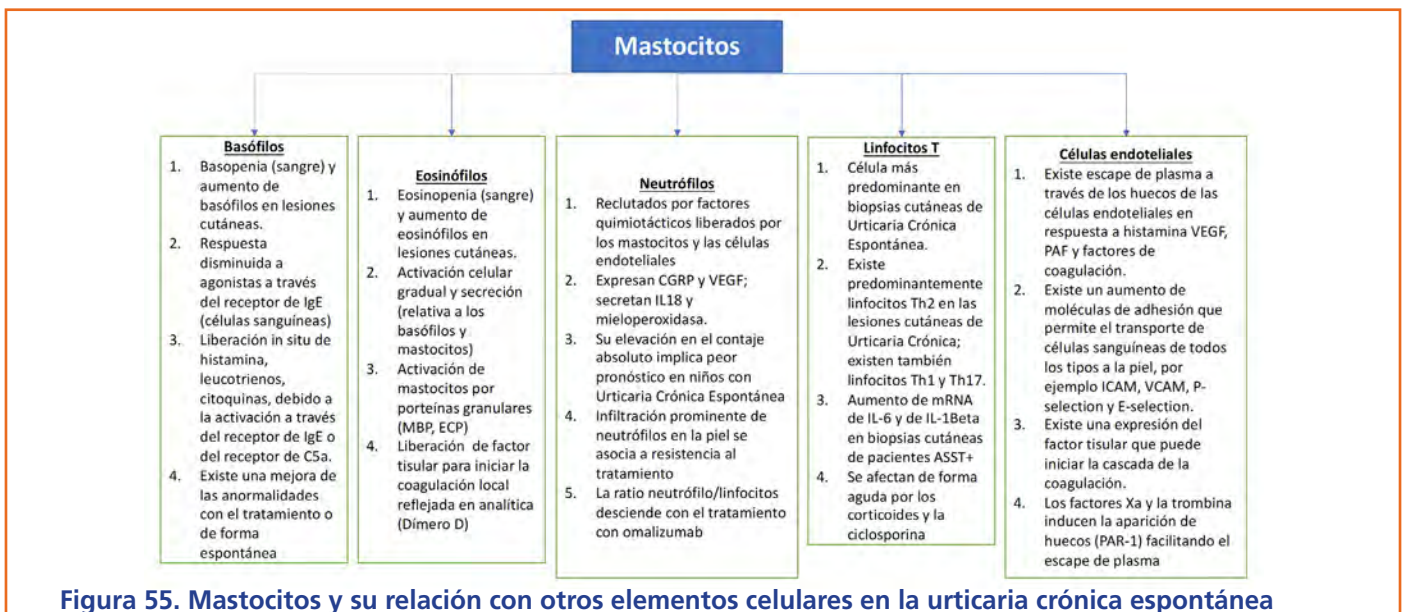 Mastocitos
Basófilos
1. Basopenia (sangre) y
aumento de
basófilos en lesiones
cutáneas.
2. Respuesta
disminuida a
agonistas a través
del receptor de IgE
(células sanguíneas)
3. Liberación in situ de
histamina,
leucotrienos,
citoquinas, debido a
la activación a través
del receptor de IgE o
del receptor de C5a.
4. Existe una mejora de
las anormalidades
con el tratamiento o
de forma
espontánea
Eosinófilos
1. Eosinopenia (sangre)
y aumento de
eosinófilos en
lesiones cutáneas.
2. Activación celular
gradual y secreción
(relativa a los
basófilos y
mastocitos)
3. Activación de
mastocitos por
porteínas granulares
(MBP, ECP)
4. Liberación de factor
tisular para iniciar la
coagulación local
reflejada en analítica
(Dímero D)
Neutrófilos
1. Reclutados por factores
quimiotácticos liberados por
los mastocitos y las células
endoteliales
2. Expresan CGRP y VEGF;
secretan IL18 y
mieloperoxidasa.
3. Su elevación en el contaje
absoluto implica peor
pronóstico en niños con
Urticaria Crónica Espontánea
4. Infiltración prominente de
neutrófilos en la piel se
asocia a resistencia al
tratamiento
5. La ratio neutrófilo/linfocitos
desciende con el tratamiento
con omalizumab
Linfocitos T
1. Célula más
predominante en
biopsias cutáneas de
Urticaria Crónica
Espontánea.
2. Existe
predominantemente
linfocitos Th2 en las
lesiones cutáneas de
Urticaria Crónica;
existen también
linfocitos Th1 y Th17.
3. Aumento de mRNA
de IL-6 y de IL-1Beta
en biopsias cutáneas
de pacientes ASST+
4. Se afectan de forma
aguda por los
corticoides y la
ciclosporina
Células endoteliales
1. Existe escape de plasma a
través de los huecos de las
células endoteliales en
respuesta a histamina VEGF,
PAF y factores de
coagulación.
2. Existe un aumento de
moléculas de adhesión que
permite el transporte de
células sanguíneas de todos
los tipos a la piel, por
ejemplo ICAM, VCAM, P-
selection y E-selection.
3. Existe una expresión del
factor tisular que puede
iniciar la cascada de la
coagulación.
4. Los factores Xa y la trombina
inducen la aparición de
huecos (PAR-1) facilitando el
escape de plasma
Figura 55. Mastocitos y su relación con otros elementos celulares en la urticaria crónica espontánea